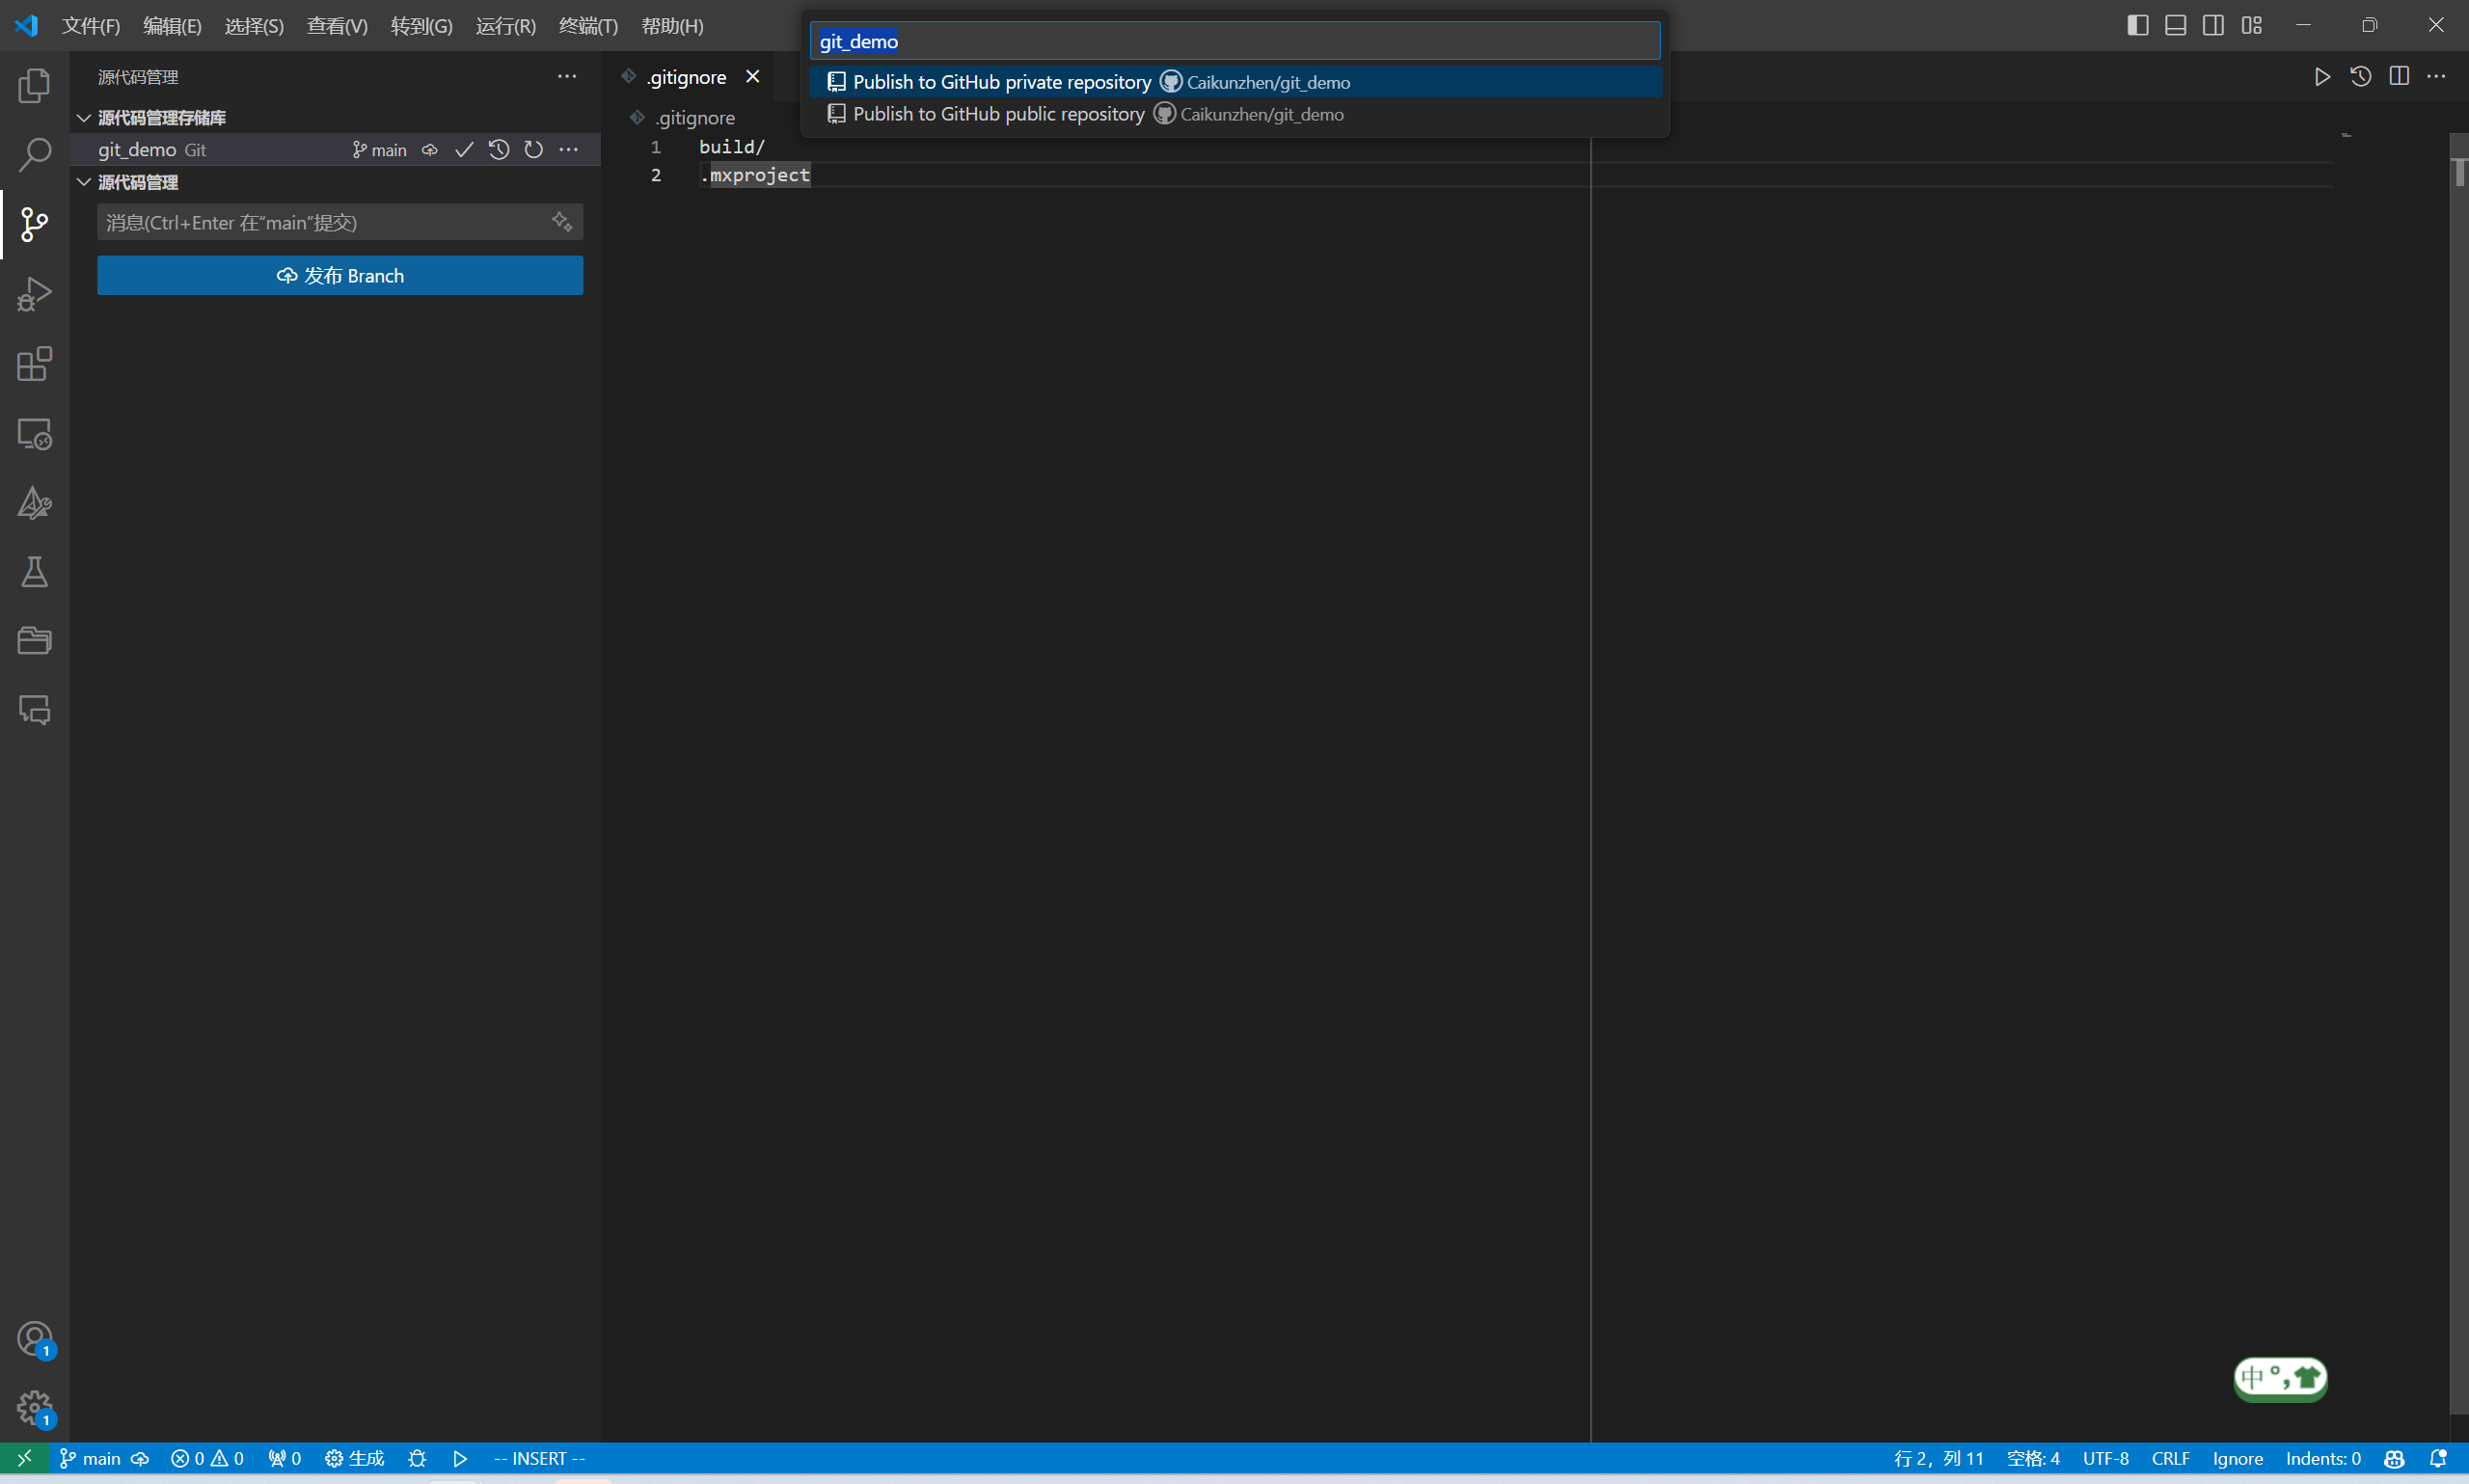 文件(F) 编辑(E) 选择(S) 查看(V) 转到(G) 运行(R) 终端(T) 帮助(H)
git_demo
Publish to GitHub private repository Caikunzhen/git_demo
Publish to GitHub public repository Caikunzhen/git_demo
源代码管理
源代码管理存储库
git_demo Git main
源代码管理
消息(Ctrl+Enter 在“main”提交)
发布 Branch
.gitignore
.gitignore
1 build/
2 .mxproject
1
1
中 °,
main 0 0 0 生成 -- INSERT -- 行 2，列 11 空格: 4 UTF-8 CRLF Ignore Indents: 0